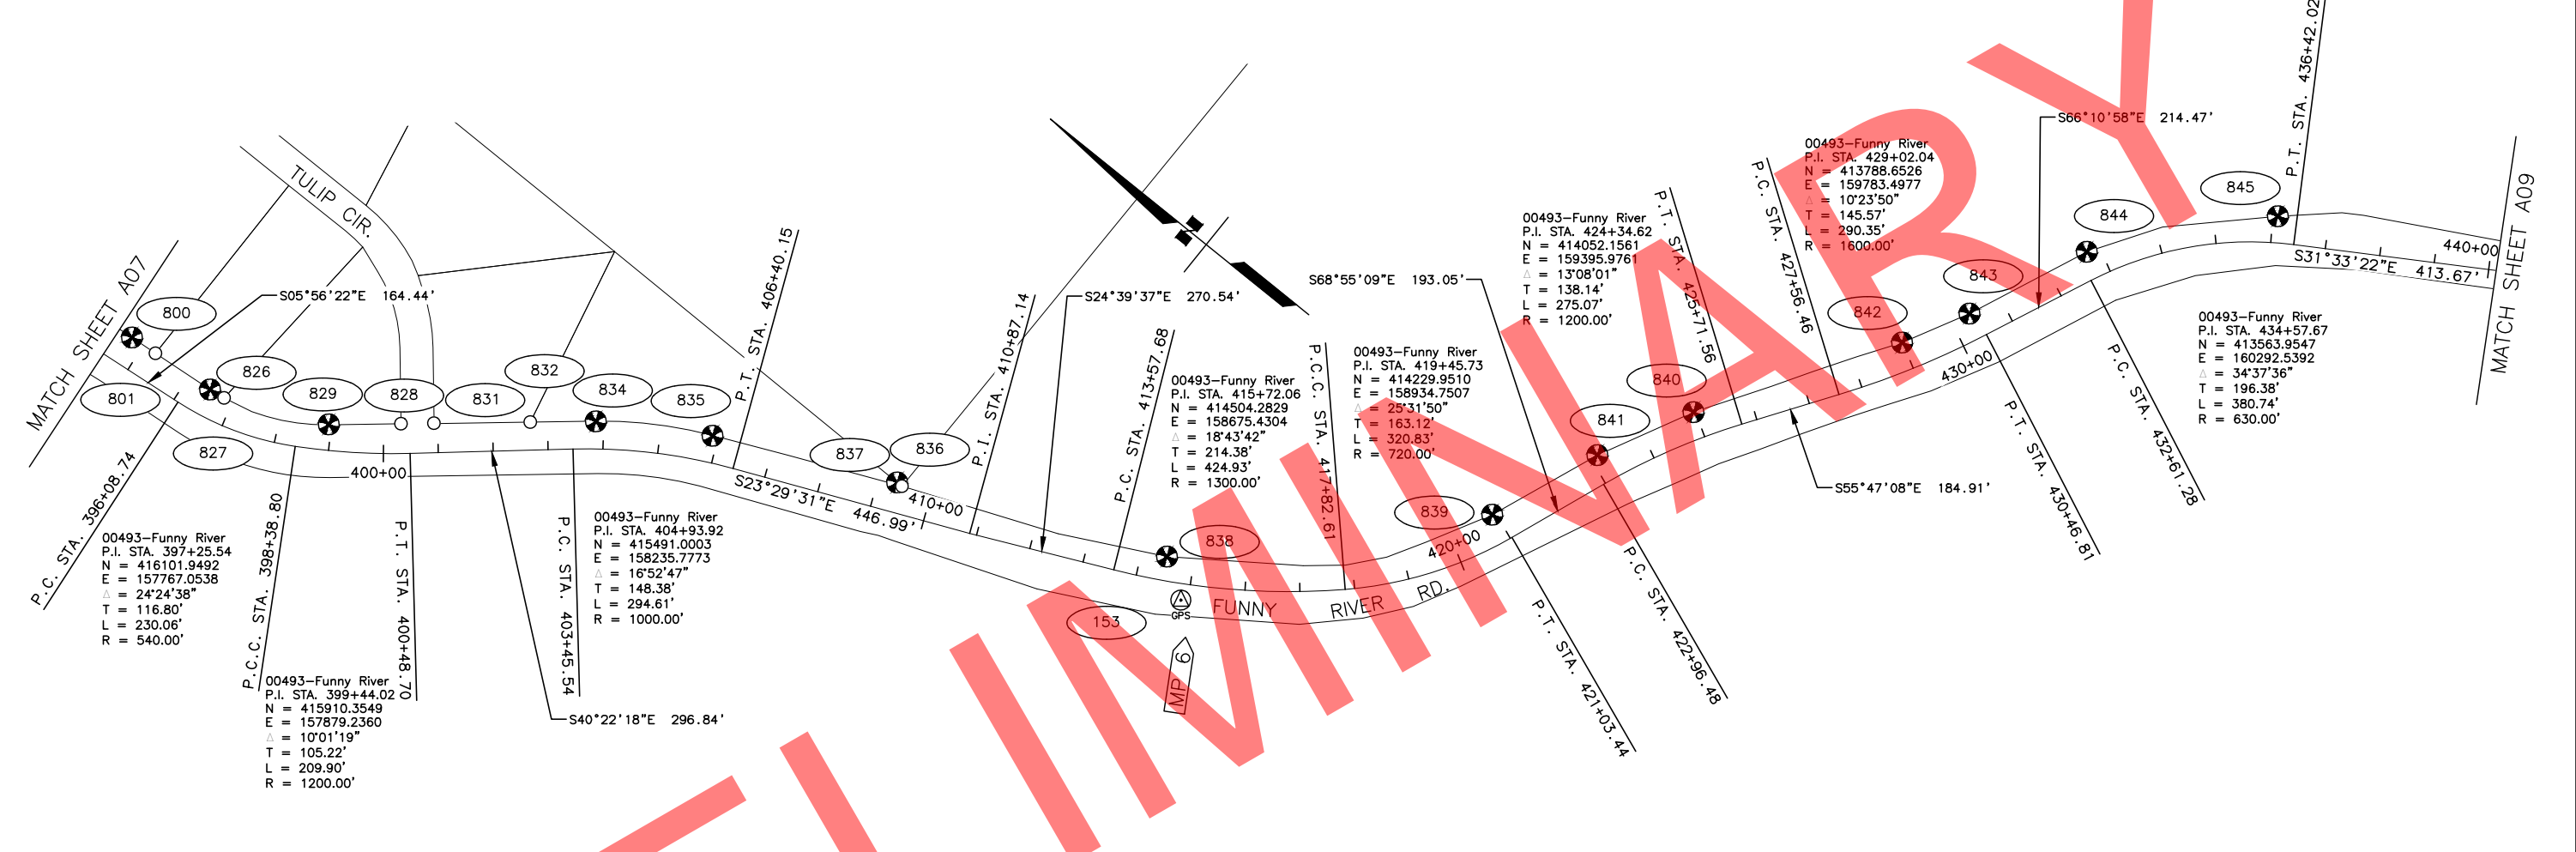 MATCH SHEET A07
800
801
TULIP CIR.
S05°56'22"E 164.44'
826
827
829
828
831
832
834
835
400+00
P.C. STA. 396+08.74
00493-Funny River
P.I. STA. 397+25.54
N = 416101.9492
E = 157767.0538
Δ = 24°24'38"
T = 116.80'
L = 230.06'
R = 540.00'
P.C.C. STA. 398+38.80
00493-Funny River
P.I. STA. 399+44.02
N = 415910.3549
E = 157879.2360
Δ = 10°01'19"
T = 105.22'
L = 209.90'
R = 1200.00'
P.T. STA. 400+48.70
S40°22'18"E 296.84'
P.C. STA. 403+45.54
00493-Funny River
P.I. STA. 404+93.92
N = 415491.0003
E = 158235.7773
Δ = 16°52'47"
T = 148.38'
L = 294.61'
R = 1000.00'
P.T. STA. 406+40.15
S23°29'31"E 446.99'
837
836
410+00
P.I. STA. 410+87.14
S24°39'37"E 270.54'
N
P.C. STA. 413+57.68
00493-Funny River
P.I. STA. 415+72.06
N = 414504.2829
E = 158675.4304
Δ = 18°43'42"
T = 214.38'
L = 424.93'
R = 1300.00'
838
153
GPS
MP 6
FUNNY RIVER RD.
P.C.C. STA. 417+82.61
00493-Funny River
P.I. STA. 419+45.73
N = 414229.9510
E = 158934.7507
Δ = 25°31'50"
T = 163.12'
L = 320.83'
R = 720.00'
S68°55'09"E 193.05'
839
420+00
P.T. STA. 421+03.44
P.C. STA. 422+96.48
00493-Funny River
P.I. STA. 424+34.62
N = 414052.1561
E = 159395.9761
Δ = 13°08'01"
T = 138.14'
L = 275.07'
R = 1200.00'
841
840
P.T. STA. 425+71.56
S55°47'08"E 184.91'
P.C. STA. 427+56.46
00493-Funny River
P.I. STA. 429+02.04
N = 413788.6526
E = 159783.4977
Δ = 10°23'50"
T = 145.57'
L = 290.35'
R = 1600.00'
842
843
430+00
P.T. STA. 430+46.81
S66°10'58"E 214.47'
P.C. STA. 432+61.28
844
845
00493-Funny River
P.I. STA. 434+57.67
N = 413563.9547
E = 160292.5392
Δ = 34°37'36"
T = 196.38'
L = 380.74'
R = 630.00'
P.T. STA. 436+42.02
S31°33'22"E 413.67'
440+00
MATCH SHEET A09
LIMINARY